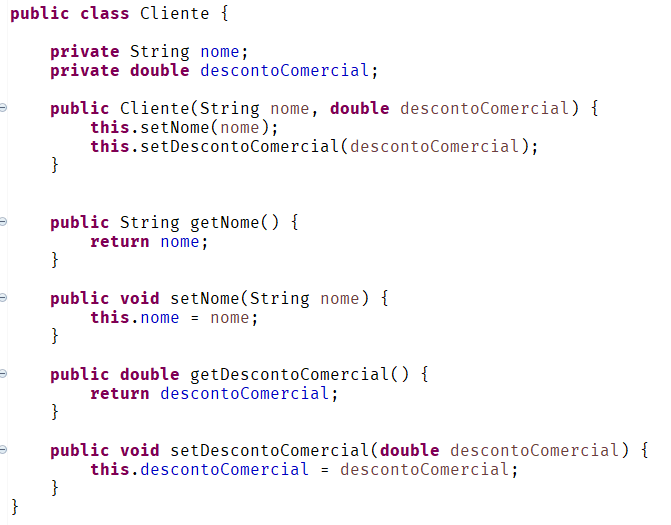 public class Cliente {
private String nome;
private double descontoComercial;
public Cliente(String nome, double descontoComercial) {
this.setNome(nome);
this.setDescontoComercial(descontoComercial);
}
public String getNome() {
return nome;
}
public void setNome(String nome) {
this.nome = nome;
}
public double getDescontoComercial() {
return descontoComercial;
}
public void setDescontoComercial(double descontoComercial) {
this.descontoComercial = descontoComercial;
}
}